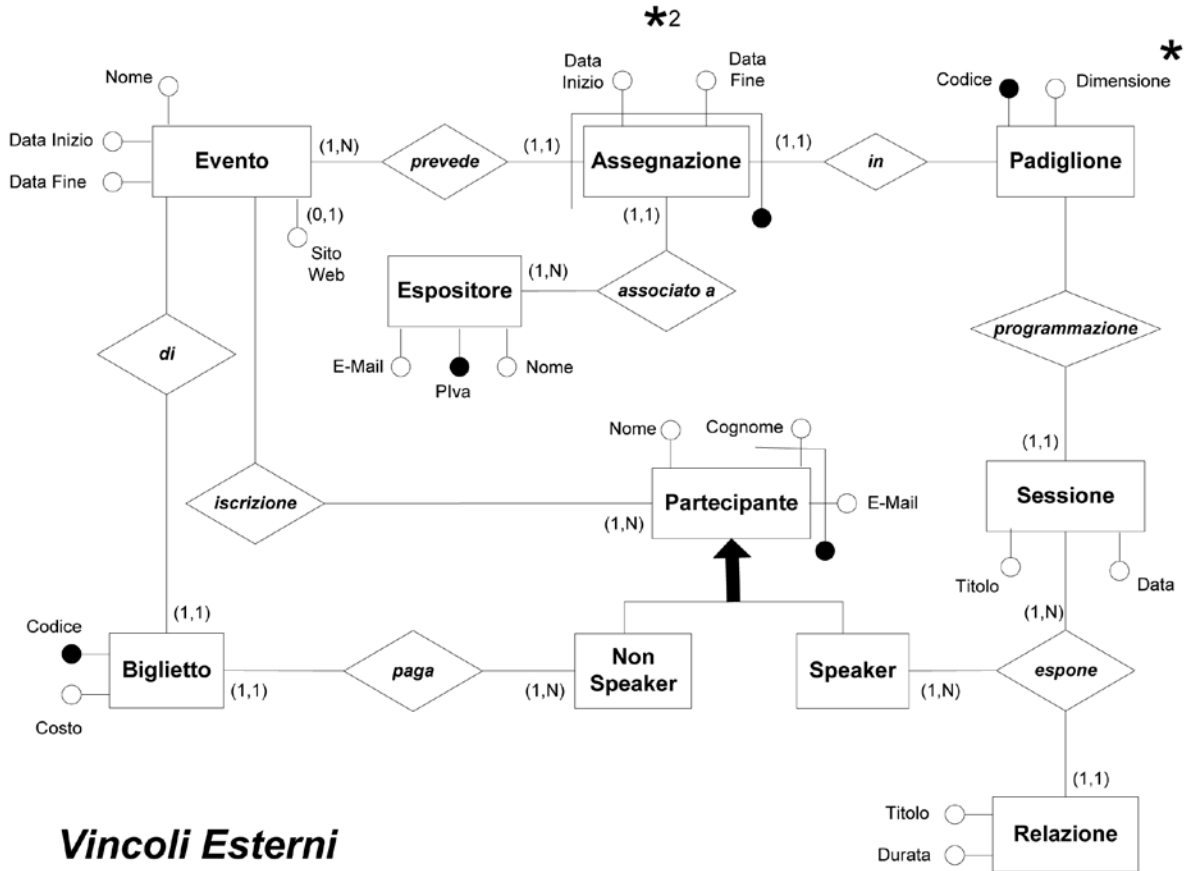 *2
*
Nome
Data
Inizio
Data
Fine
Codice
Dimensione
Data Inizio
Evento
(1,N)
prevede
(1,1)
Assegnazione
(1,1)
in
Padiglione
Data Fine
(0,1)
Sito
Web
(1,1)
(1,N)
Espositore
associato a
di
E-Mail
PIva
Nome
programmazione
Nome
Cognome
(1,1)
iscrizione
(1,N)
Partecipante
E-Mail
Sessione
Titolo
Data
(1,1)
(1,N)
Codice
Biglietto
(1,1)
paga
(1,N)
Non
Speaker
Speaker
(1,N)
espone
Costo
(1,1)
Titolo
Relazione
Durata
Vincoli Esterni